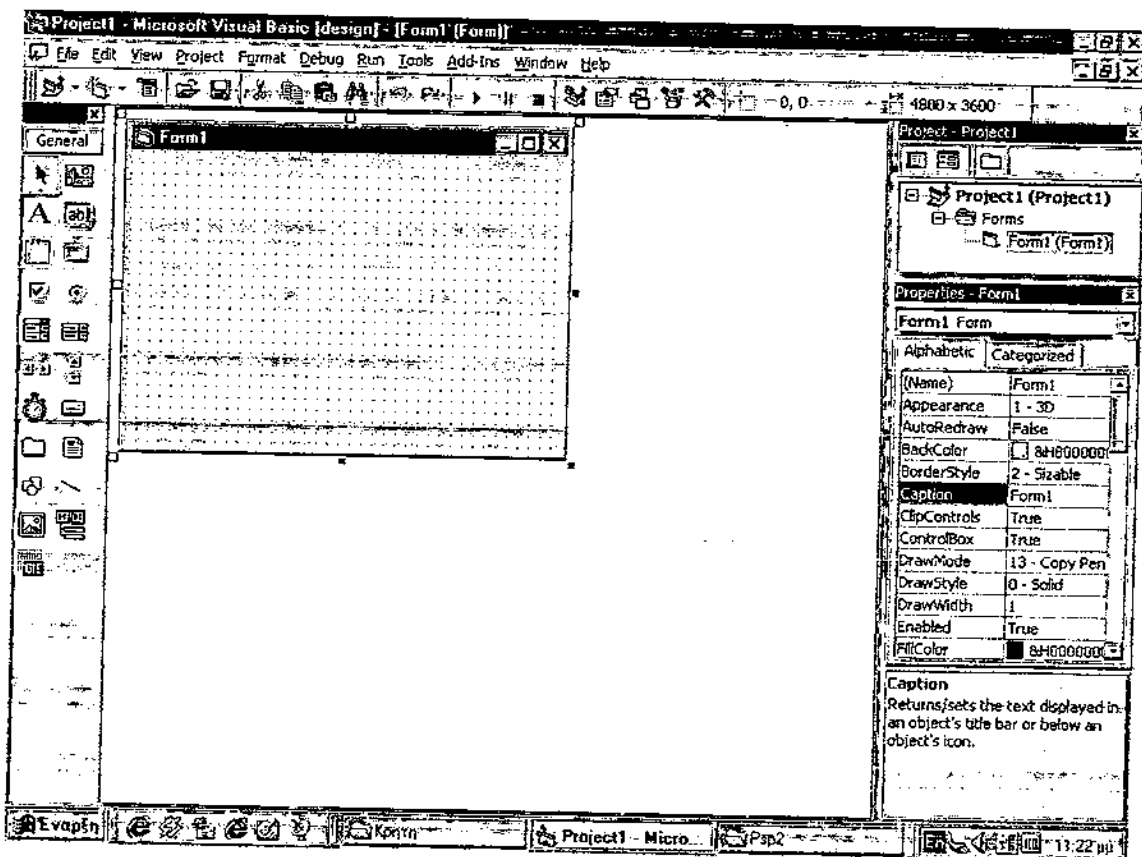 Project1 - Microsoft Visual Basic [design] - [Form1 (Form)]
File Edit View Project Format Debug Run Tools Add-Ins Window Help
0, 0 4800 x 3600
General
Form1
Project - Project1
Project1 (Project1)
Forms
Form1 (Form1)
Properties - Form1
Form1 Form
Alphabetic Categorized
(Name) Form1
Appearance 1 - 3D
AutoRedraw False
BackColor &H800000
BorderStyle 2 - Sizable
Caption Form1
ClipControls True
ControlBox True
DrawMode 13 - Copy Pen
DrawStyle 0 - Solid
DrawWidth 1
Enabled True
FillColor &H000000
Caption
Returns/sets the text displayed in
an object's title bar or below an
object's icon.
Έναρξη Κρητη Project1 - Micro... Psp2 En 13:22 μμ